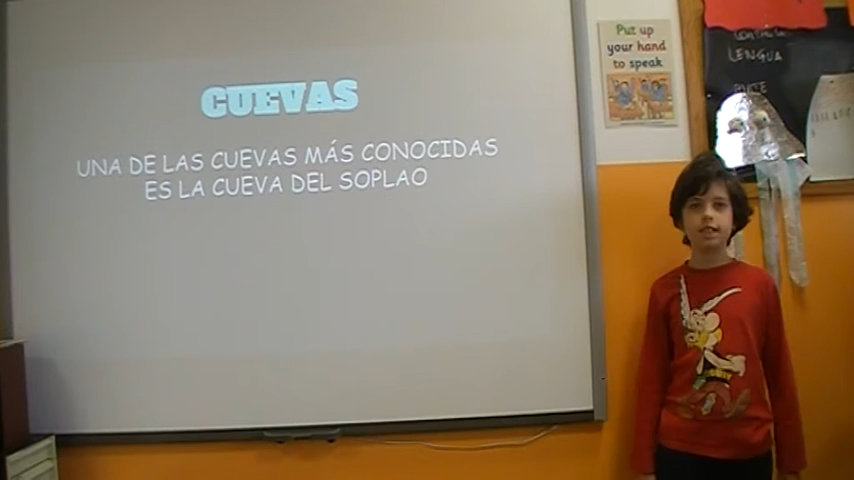 CUEVAS
UNA DE LAS CUEVAS MÁS CONOCIDAS
ES LA CUEVA DEL SOPLAO
Put up
your hand
to speak
LENGUA